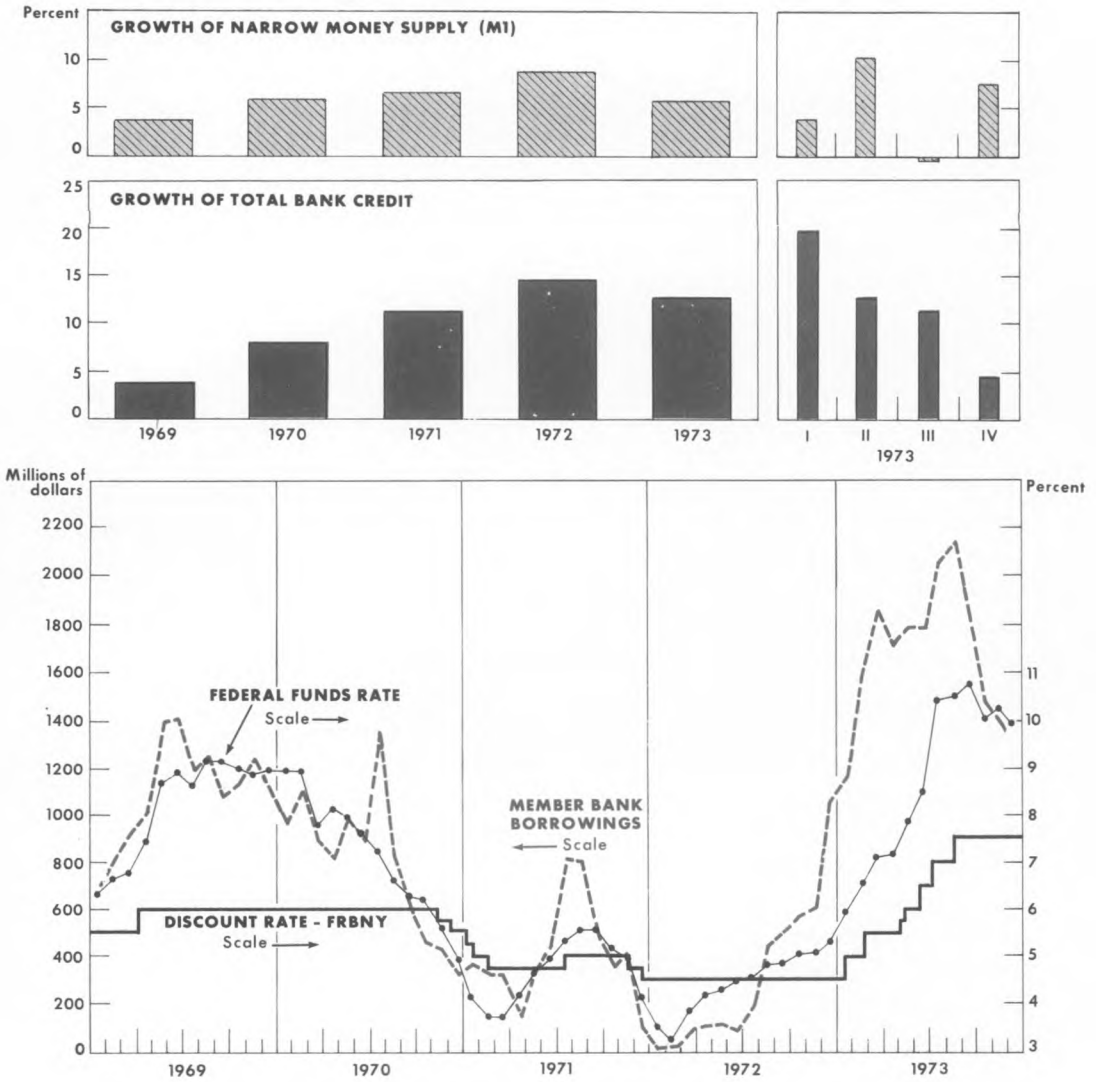 Percent
GROWTH OF NARROW MONEY SUPPLY (M1)
10
5
0
25
GROWTH OF TOTAL BANK CREDIT
20
15
10
5
0
1969 1970 1971 1972 1973
I II III IV
1973
Millions of
dollars
Percent
2200
2000
1800
1600
1400
1200
1000
800
600
400
200
0
FEDERAL FUNDS RATE
Scale
MEMBER BANK
BORROWINGS
Scale
DISCOUNT RATE - FRBNY
Scale
11
10
9
8
7
6
5
4
3
1969 1970 1971 1972 1973